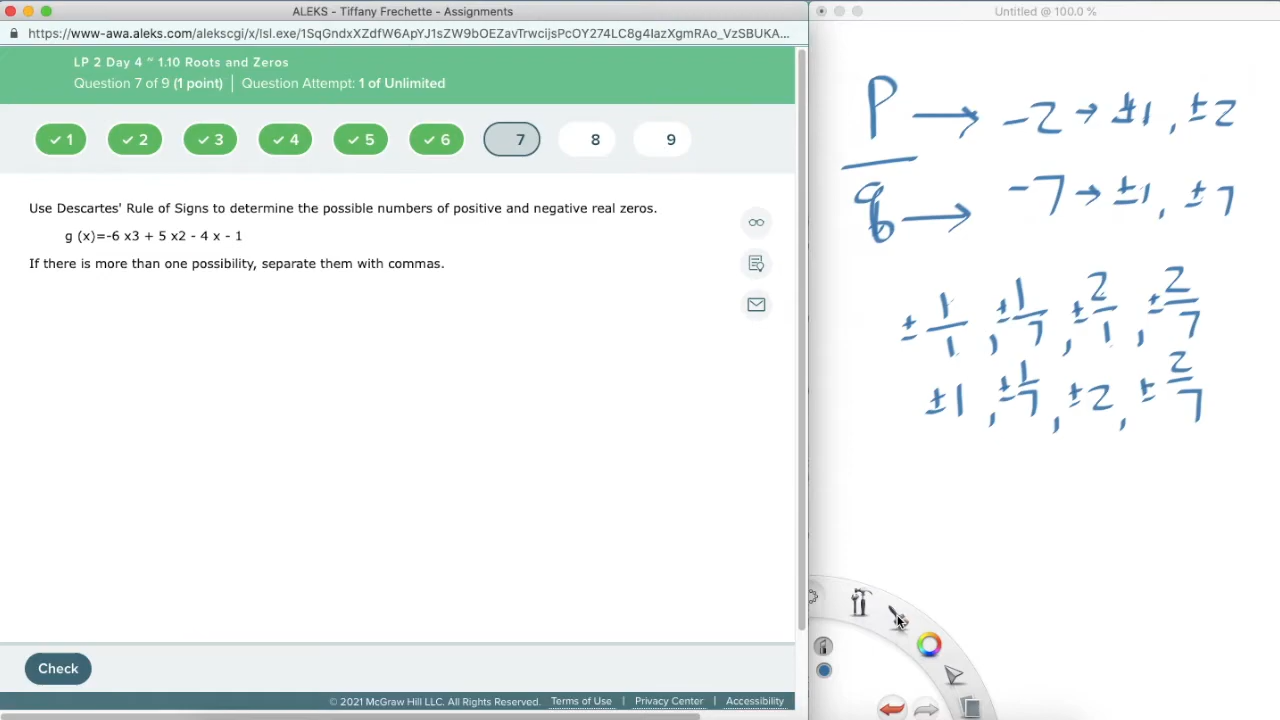 ALEKS - Tiffany Frechette - Assignments
https://www-awa.aleks.com/alekscgi/x/Isl.exe/1SqGndxXZdfW6ApYJ1sZW9bOEZavTrwcijsPcOY274LC8g4IazXgmRAo_VzSBUKA...
LP 2 Day 4 ~ 1.10 Roots and Zeros
Question 7 of 9 (1 point) | Question Attempt: 1 of Unlimited
✓ 1 ✓ 2 ✓ 3 ✓ 4 ✓ 5 ✓ 6 7 8 9
Use Descartes' Rule of Signs to determine the possible numbers of positive and negative real zeros.
g (x)=-6 x3 + 5 x2 - 4 x - 1
If there is more than one possibility, separate them with commas.
Check
© 2021 McGraw Hill LLC. All Rights Reserved. Terms of Use | Privacy Center | Accessibility
Untitled @ 100.0 %
P → -2 → ±1, ±2
q → -7 → ±1, ±7
±1/1, ±1/7, ±2/1, ±2/7
±1, ±1/7, ±2, ±2/7